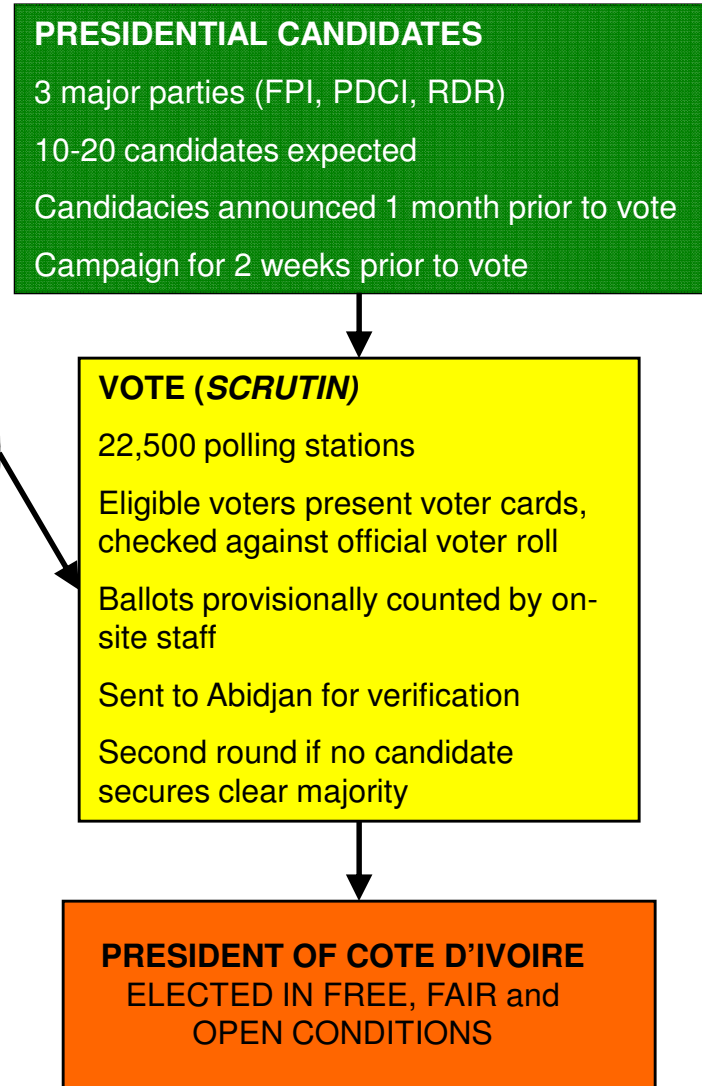 PRESIDENTIAL CANDIDATES
3 major parties (FPI, PDCI, RDR)
10-20 candidates expected
Candidacies announced 1 month prior to vote
Campaign for 2 weeks prior to vote
VOTE (SCRUTIN)
22,500 polling stations
Eligible voters present voter cards,
checked against official voter roll
Ballots provisionally counted by on-
site staff
Sent to Abidjan for verification
Second round if no candidate
secures clear majority
PRESIDENT OF COTE D’IVOIRE
ELECTED IN FREE, FAIR and
OPEN CONDITIONS